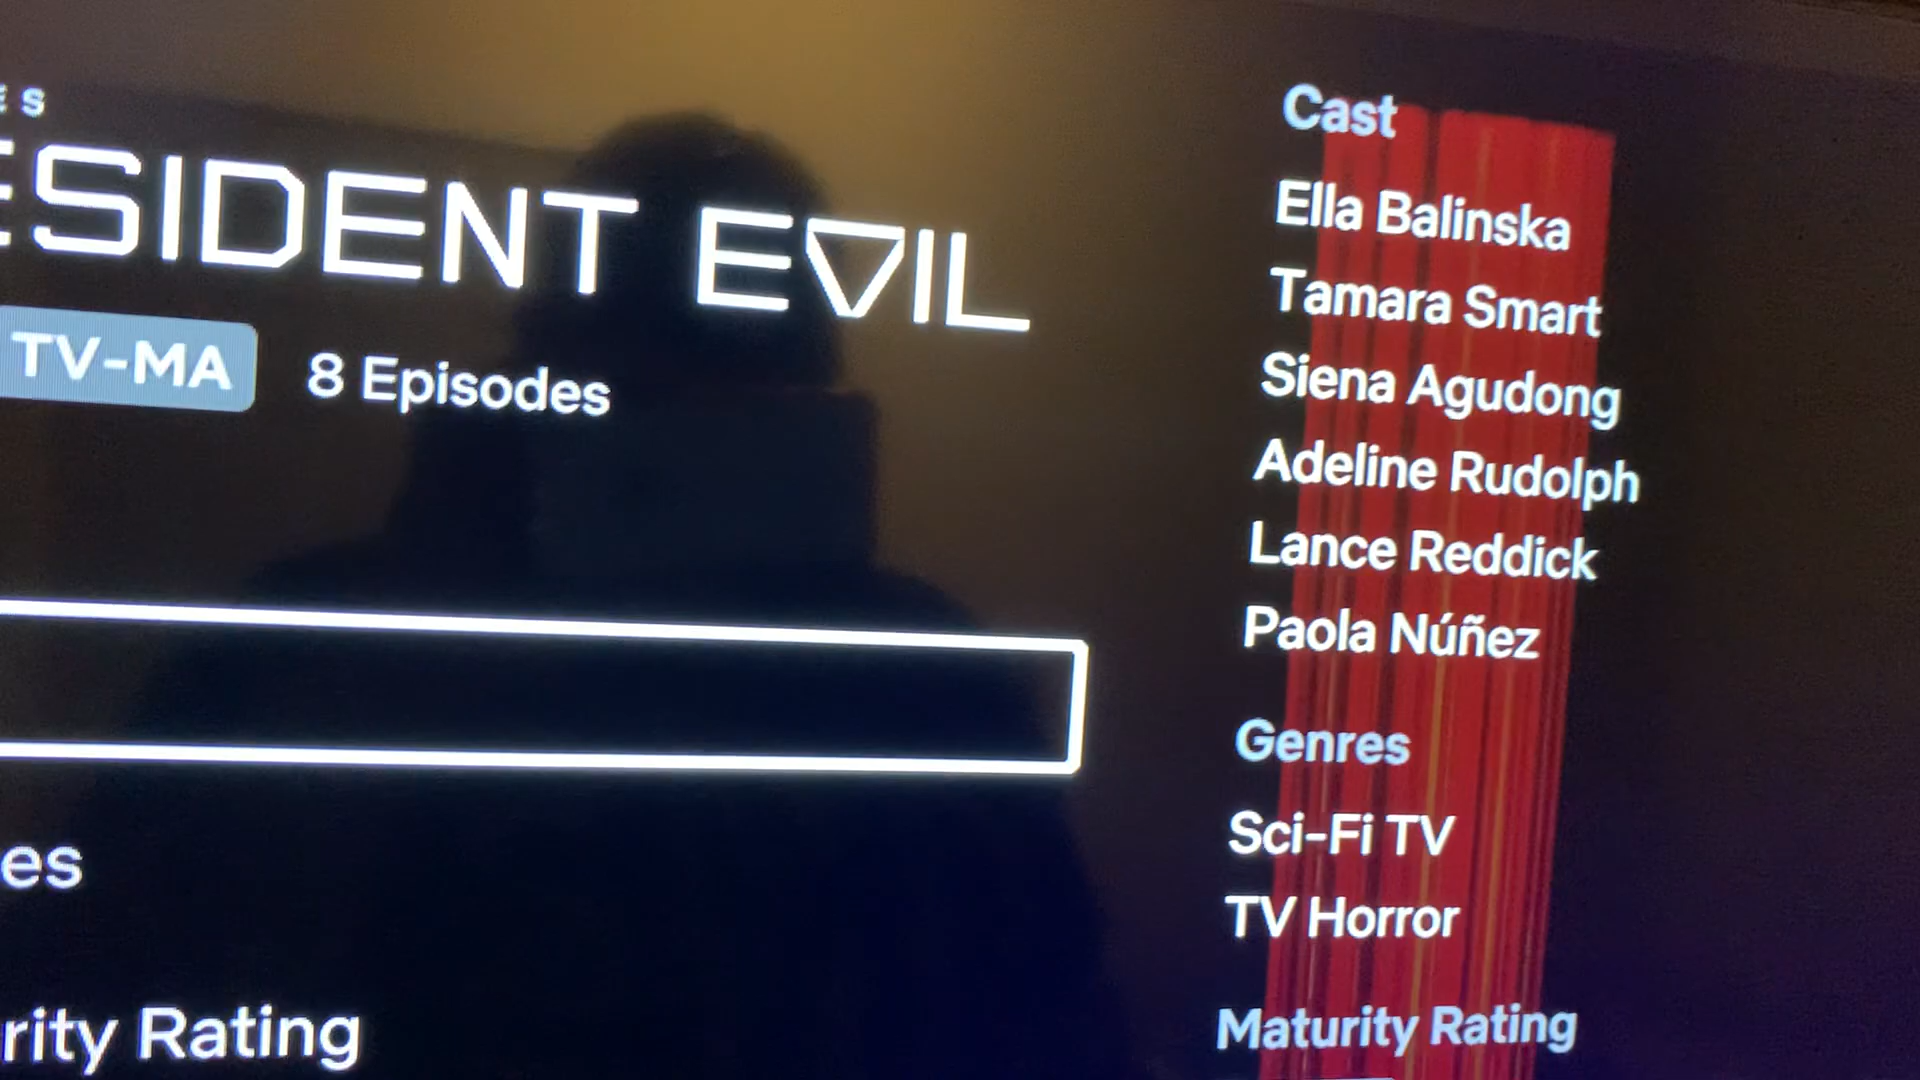 ES
ESIDENT EVIL
TV-MA 8 Episodes
es
rity Rating
Cast
Ella Balinska
Tamara Smart
Siena Agudong
Adeline Rudolph
Lance Reddick
Paola Núñez
Genres
Sci-Fi TV
TV Horror
Maturity Rating